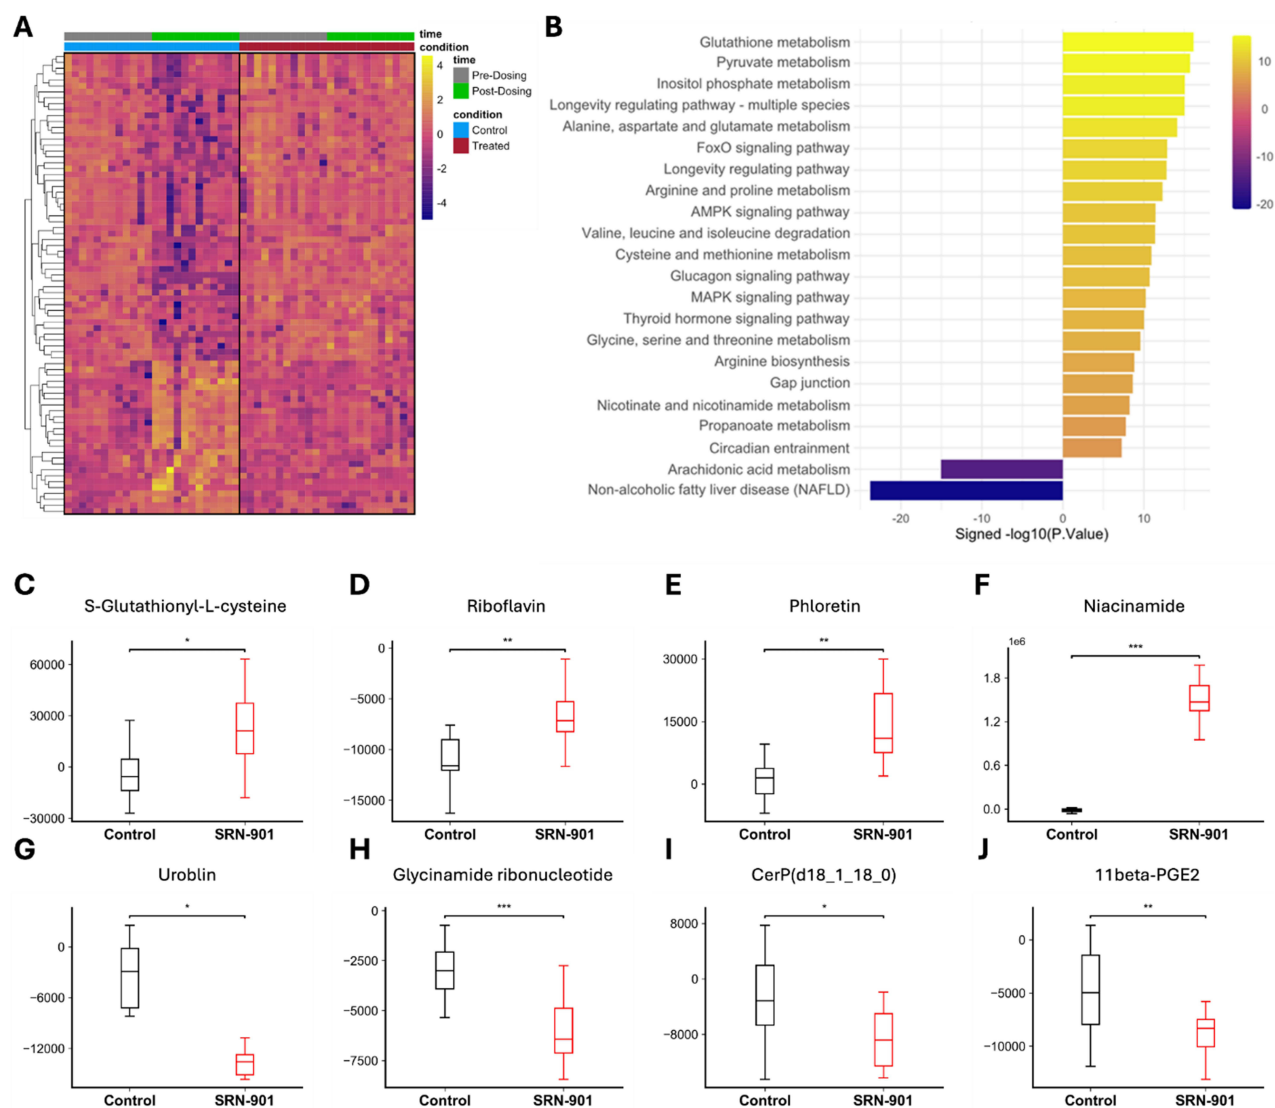 A
time
condition
4
2
0
-2
-4
time
Pre-Dosing
Post-Dosing
condition
Control
Treated
B
Glutathione metabolism
Pyruvate metabolism
Inositol phosphate metabolism
Longevity regulating pathway - multiple species
Alanine, aspartate and glutamate metabolism
FoxO signaling pathway
Longevity regulating pathway
Arginine and proline metabolism
AMPK signaling pathway
Valine, leucine and isoleucine degradation
Cysteine and methionine metabolism
Glucagon signaling pathway
MAPK signaling pathway
Thyroid hormone signaling pathway
Glycine, serine and threonine metabolism
Arginine biosynthesis
Gap junction
Nicotinate and nicotinamide metabolism
Propanoate metabolism
Circadian entrainment
Arachidonic acid metabolism
Non-alcoholic fatty liver disease (NAFLD)
-20 -10 0 10
Signed -log10(P.Value)
10
0
-10
-20
C
S-Glutathionyl-L-cysteine
*
60000
30000
0
−30000
Control SRN-901
D
Riboflavin
**
0
−5000
−10000
−15000
Control SRN-901
E
Phloretin
**
30000
15000
0
Control SRN-901
F
Niacinamide
1e6
***
1.8
1.2
0.6
0.0
Control SRN-901
G
Uroblin
*
0
−6000
−12000
Control SRN-901
H
Glycinamide ribonucleotide
***
0
−2500
−5000
−7500
Control SRN-901
I
CerP(d18_1_18_0)
*
8000
0
−8000
Control SRN-901
J
11beta-PGE2
**
0
−5000
−10000
Control SRN-901